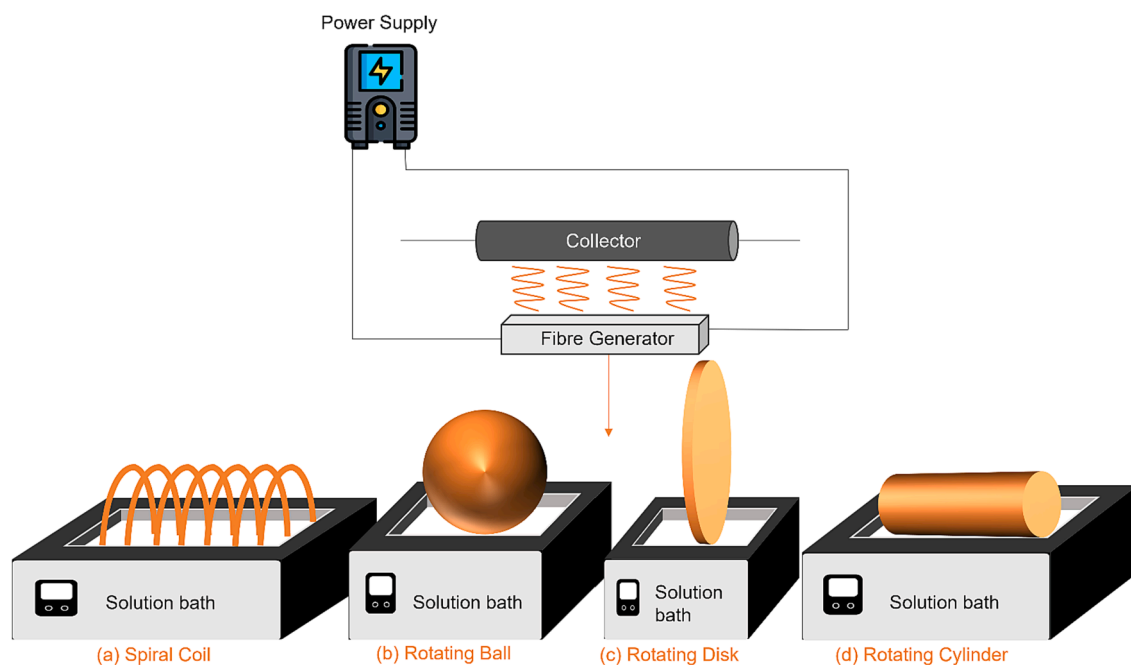 Power Supply
Collector
Fibre Generator
Solution bath
Solution bath
Solution
bath
Solution bath
(a) Spiral Coil
(b) Rotating Ball
(c) Rotating Disk
(d) Rotating Cylinder